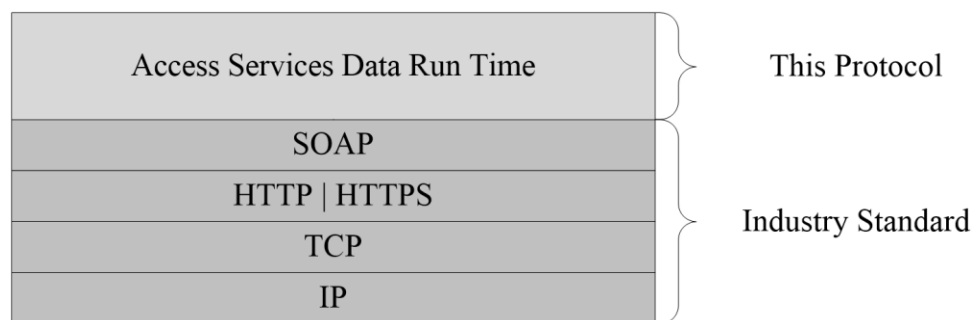 Access Services Data Run Time
This Protocol
SOAP
HTTP | HTTPS
TCP
Industry Standard
IP